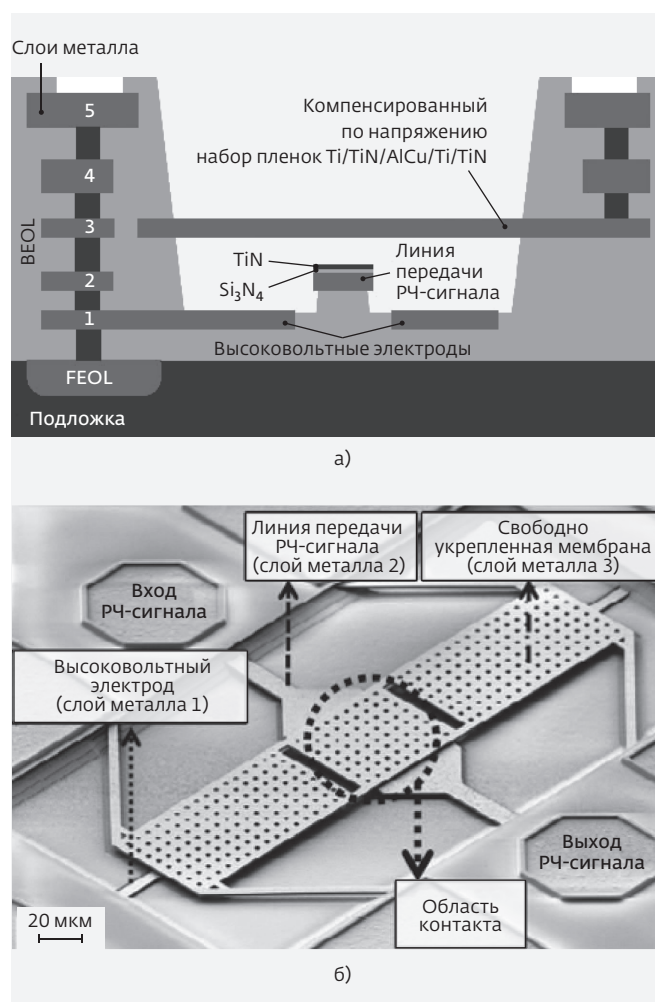 Слои металла
5
4
3
2
1
BEOL
FEOL
Подложка
Компенсированный
по напряжению
набор пленок Ti/TiN/AlCu/Ti/TiN
TiN
Si₃N₄
Линия
передачи
РЧ-сигнала
Высоковольтные электроды
а)
Линия передачи
РЧ-сигнала
(слой металла 2)
Свободно
укрепленная мембрана
(слой металла 3)
Вход
РЧ-сигнала
Высоковольтный
электрод
(слой металла 1)
Выход
РЧ-сигнала
Область
контакта
20 мкм
б)